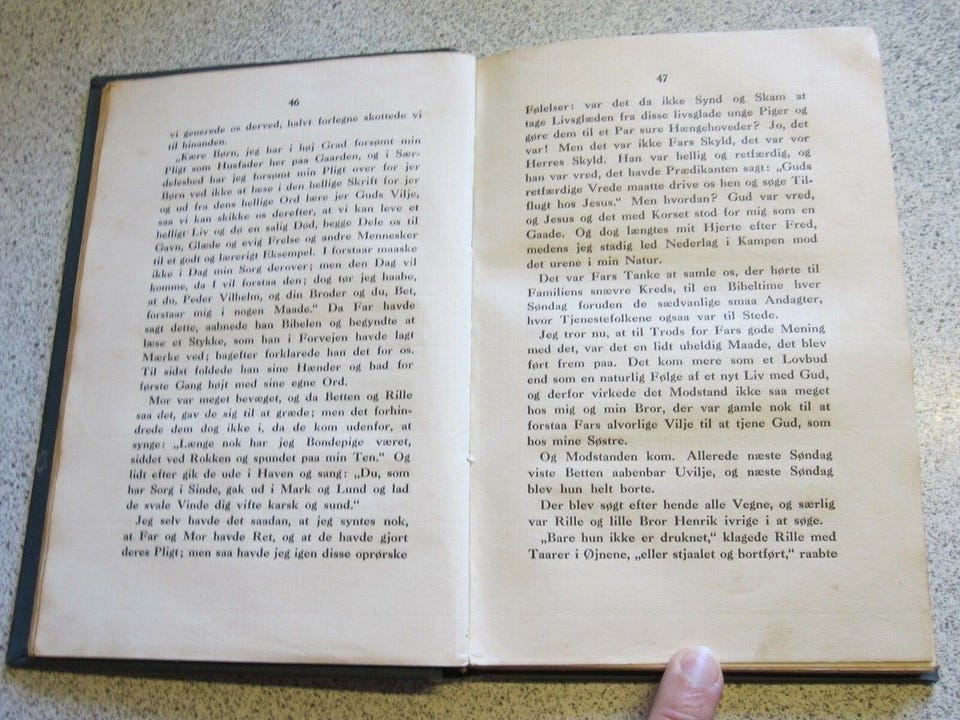 46
vi generede os derved, halvt forlegne skottede vi
til hinanden.
„Kære Børn, jeg har i høj Grad forsømt min
Pligt som Husfader her paa Gaarden, og i Sær-
deleshed har jeg forsømt min Pligt over for jer
Børn ved ikke at læse i den hellige Skrift for jer
og ud fra dens hellige Ord lære jer Guds Vilje,
saa vi kan skikke os derefter, at vi kan leve et
helligt Liv og dø en salig Død, begge Dele os til
Gavn, Glæde og evig Frelse og andre Mennesker
til et godt og lærerigt Eksempel. I forstaar maaske
ikke i Dag min Sorg derover; men den Dag vil
komme, da I vil forstaa den; dog tør jeg haabe,
at du, Peder Vilhelm, og din Broder og du, Bet,
forstaar mig i nogen Maade.“ Da Far havde
sagt dette, aabnede han Bibelen og begyndte at
læse et Stykke, som han i Forvejen havde lagt
Mærke ved; bagefter forklarede han det for os.
Til sidst foldede han sine Hænder og bad for
første Gang højt med sine egne Ord.
Mor var meget bevæget, og da Betten og Rille
saa det, gav de sig til at græde; men det forhin-
drede dem dog ikke i, da de kom udenfor, at
synge: „Længe nok har jeg Bondepige været,
siddet ved Rokken og spundet paa min Ten.“ Og
lidt efter gik de ude i Haven og sang: „Du, som
har Sorg i Sinde, gak ud i Mark og Lund og lad
de svale Vinde dig vifte karsk og sund.“
Jeg selv havde det saadan, at jeg syntes nok,
at Far og Mor havde Ret, og at de havde gjort
deres Pligt; men saa havde jeg igen disse oprørske
47
Følelser: var det da ikke Synd og Skam at
tage Livsglæden fra disse livsglade unge Piger og
gøre dem til et Par sure Hængehoveder? Jo, det
var! Men det var ikke Fars Skyld, det var vor
Herres Skyld. Han var hellig og retfærdig, og
han var vred, det havde Prædikanten sagt: „Guds
retfærdige Vrede maatte drive os hen og søge Til-
flugt hos Jesus.“ Men hvordan? Gud var vred,
og Jesus og det med Korset stod for mig som en
Gaade. Og dog længtes mit Hjerte efter Fred,
medens jeg stadig led Nederlag i Kampen mod
det urene i min Natur.
Det var Fars Tanke at samle os, der hørte til
Familiens snævre Kreds, til en Bibeltime hver
Søndag foruden de sædvanlige smaa Andagter,
hvor Tjenestefolkene ogsaa var til Stede.
Jeg tror nu, at til Trods for Fars gode Mening
med det, var det en lidt uheldig Maade, det blev
ført frem paa. Det kom mere som et Lovbud
end som en naturlig Følge af et nyt Liv med Gud,
og derfor virkede det Modstand ikke saa meget
hos mig og min Bror, der var gamle nok til at
forstaa Fars alvorlige Vilje til at tjene Gud, som
hos mine Søstre.
Og Modstanden kom. Allerede næste Søndag
viste Betten aabenbar Uvilje, og næste Søndag
blev hun helt borte.
Der blev søgt efter hende alle Vegne, og særlig
var Rille og lille Bror Henrik ivrige i at søge.
„Bare hun ikke er druknet,“ klagede Rille med
Taarer i Øjnene, „eller stjaalet og bortført,“ raabte